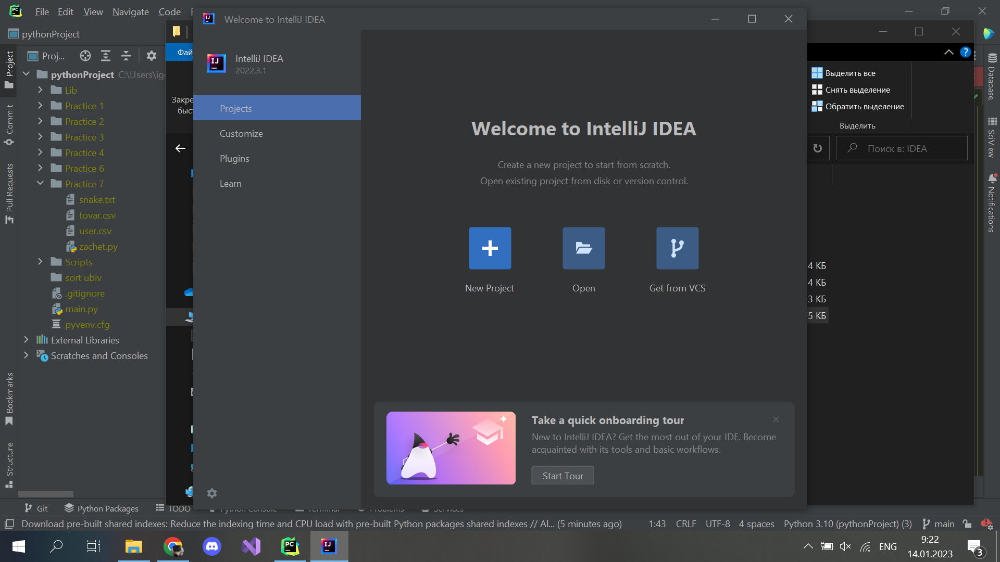 File Edit View Navigate Code
Welcome to IntelliJ IDEA
pythonProject
Proj...
Фай
?
pythonProject C:\Users\ig
Lib
Practice 1
Practice 2
Practice 3
Practice 4
Practice 6
Practice 7
snake.txt
tovar.csv
user.csv
zachet.py
Scripts
sort ubiv
.gitignore
main.py
pyvenv.cfg
External Libraries
Scratches and Consoles
Project
Commit
Pull Requests
Bookmarks
Structure
Закре
быст
IntelliJ IDEA
2022.3.1
Projects
Customize
Plugins
Learn
Welcome to IntelliJ IDEA
Create a new project to start from scratch.
Open existing project from disk or version control.
New Project Open Get from VCS
Take a quick onboarding tour
New to IntelliJ IDEA? Get the most out of your IDE. Become
acquainted with its tools and basic workflows.
Start Tour
Выделить все
Снять выделение
Обратить выделение
Выделить
Поиск в: IDEA
4 КБ
4 КБ
3 КБ
5 КБ
Database
SciView
Notifications
Git Python Packages TODO Python Console Terminal Problems Services
Download pre-built shared indexes: Reduce the indexing time and CPU load with pre-built Python packages shared indexes // Al... (5 minutes ago) 1:43 CRLF UTF-8 4 spaces Python 3.10 (pythonProject) (3) main
ENG
9:22
14.01.2023
3